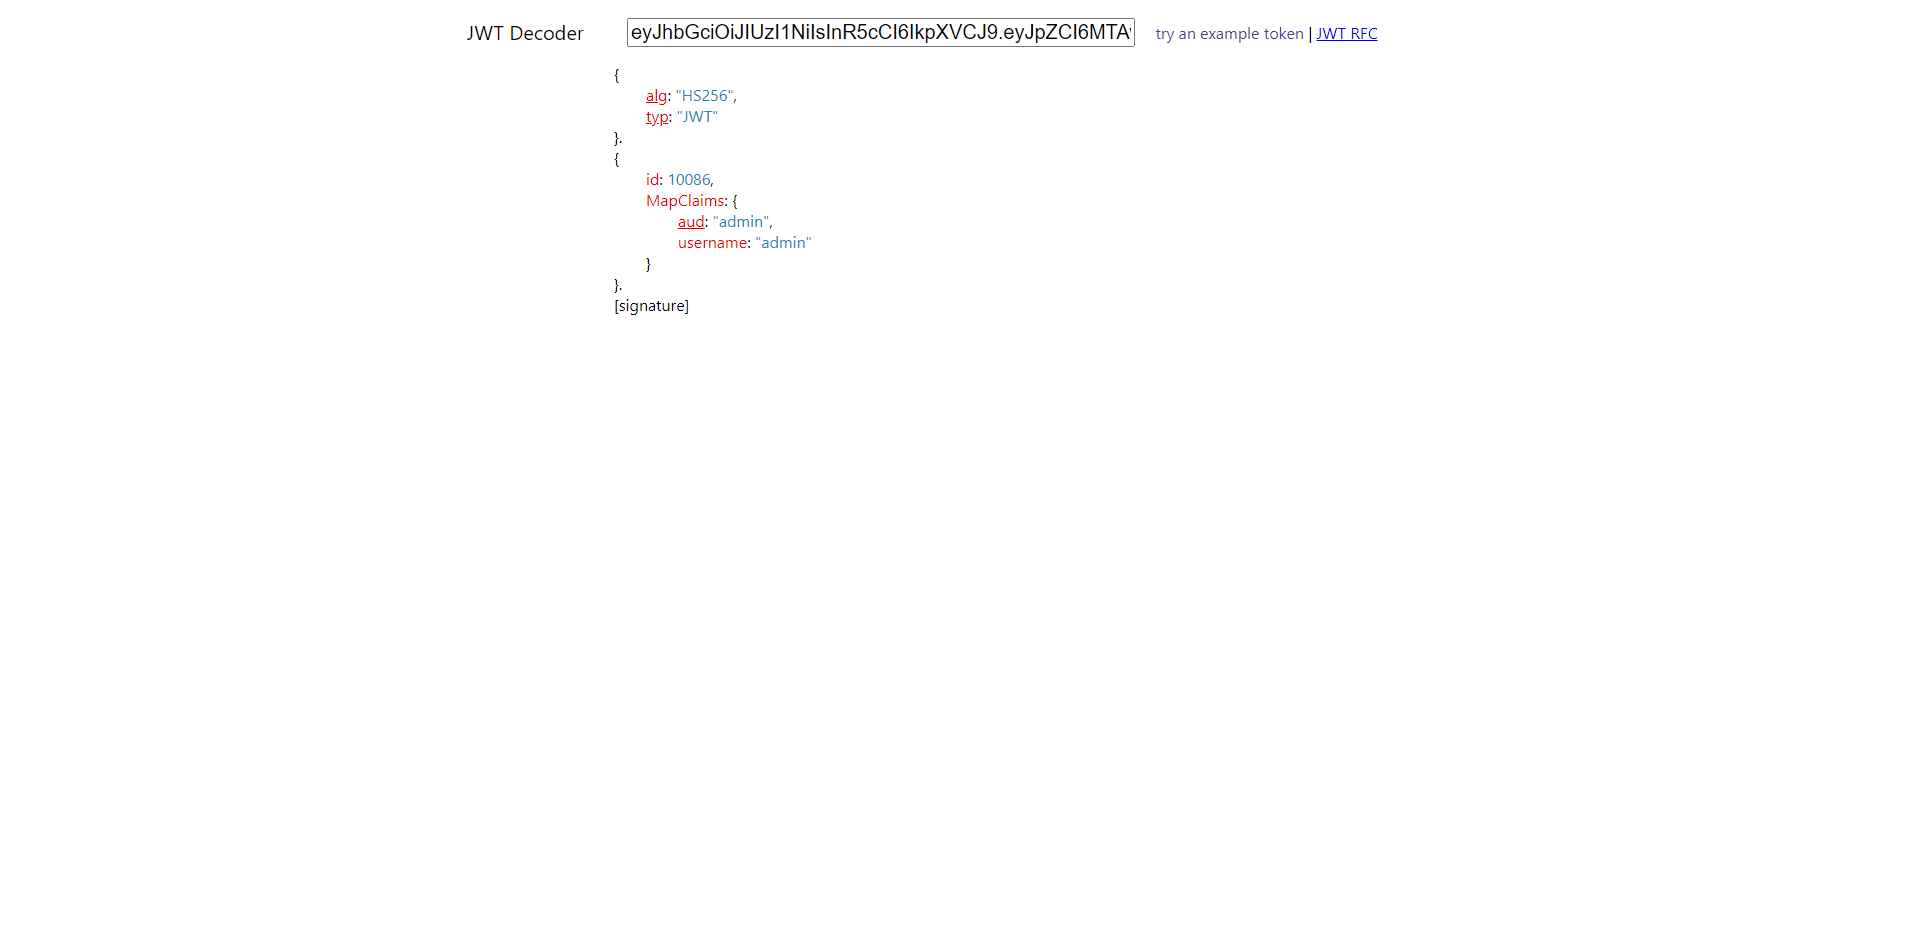 JWT Decoder eyJhbGciOiJIUzI1NiIsInR5cCI6IkpXVCJ9.eyJpZCI6MTA try an example token | JWT RFC
{
alg: "HS256",
typ: "JWT"
}.
{
id: 10086,
MapClaims: {
aud: "admin",
username: "admin"
}
}.
[signature]